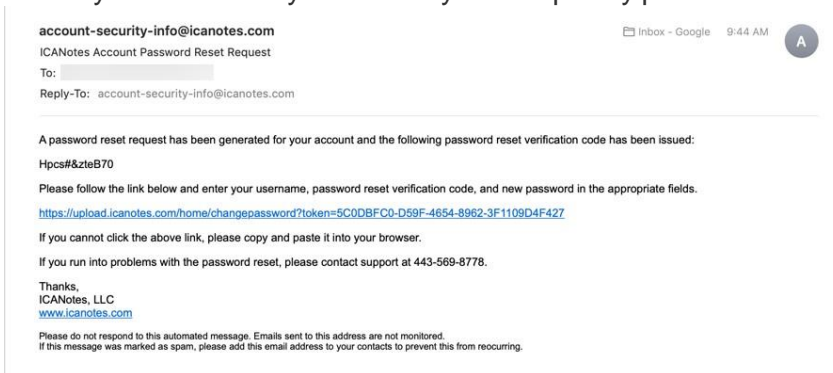 account-security-info@icanotes.com
Inbox - Google 9:44 AM
A
ICANotes Account Password Reset Request
To:
Reply-To: account-security-info@icanotes.com
A password reset request has been generated for your account and the following password reset verification code has been issued:
Hpcs#&zteB70
Please follow the link below and enter your username, password reset verification code, and new password in the appropriate fields.
https://upload.icanotes.com/home/changepassword?token=5C0DBFC0-D59F-4654-8962-3F1109D4F427
If you cannot click the above link, please copy and paste it into your browser.
If you run into problems with the password reset, please contact support at 443-569-8778.
Thanks,
ICANotes, LLC
www.icanotes.com
Please do not respond to this automated message. Emails sent to this address are not monitored.
If this message was marked as spam, please add this email address to your contacts to prevent this from reocurring.